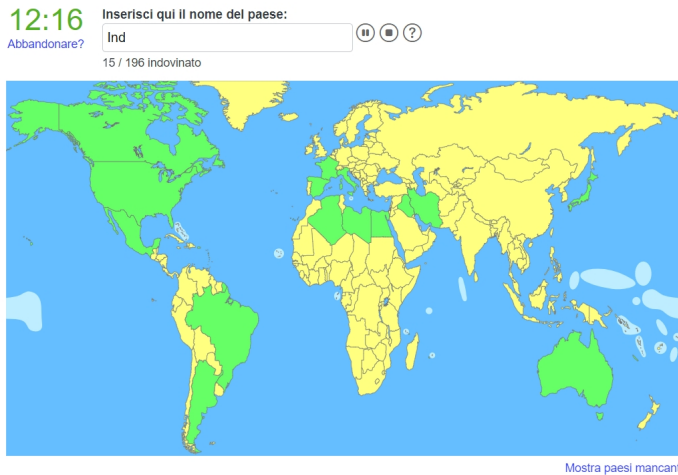 12:16
Abbandonare?
Inserisci qui il nome del paese:
Ind
?
15 / 196 indovinato
Mostra paesi mancant